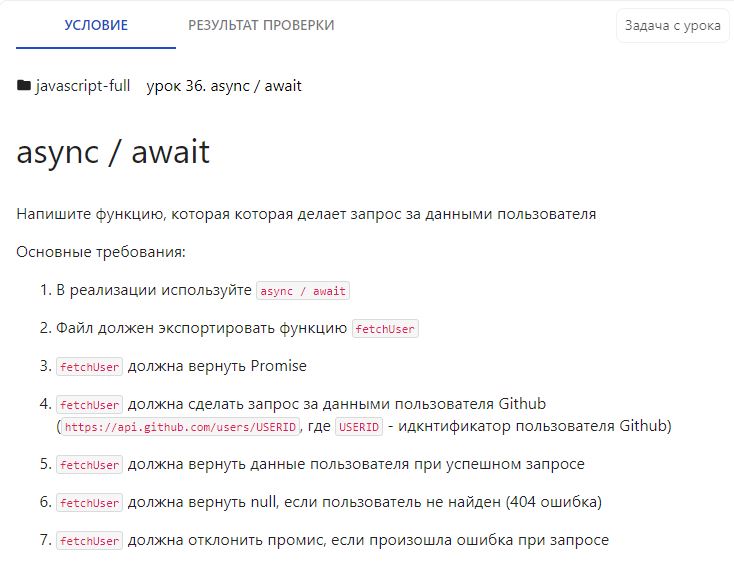 УСЛОВИЕ РЕЗУЛЬТАТ ПРОВЕРКИ Задача с урока
javascript-full урок 36. async / await
async / await
Напишите функцию, которая которая делает запрос за данными пользователя
Основные требования:
1. В реализации используйте async / await
2. Файл должен экспортировать функцию fetchUser
3. fetchUser должна вернуть Promise
4. fetchUser должна сделать запрос за данными пользователя Github
(https://api.github.com/users/USERID, где USERID - идкнтификатор пользователя Github)
5. fetchUser должна вернуть данные пользователя при успешном запросе
6. fetchUser должна вернуть null, если пользователь не найден (404 ошибка)
7. fetchUser должна отклонить промис, если произошла ошибка при запросе